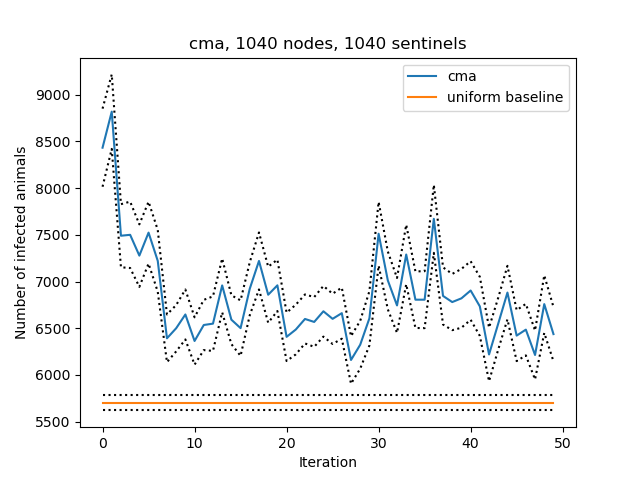 cma, 1040 nodes, 1040 sentinels
cma
uniform baseline
Number of infected animals
9000
8500
8000
7500
7000
6500
6000
5500
0 10 20 30 40 50
Iteration